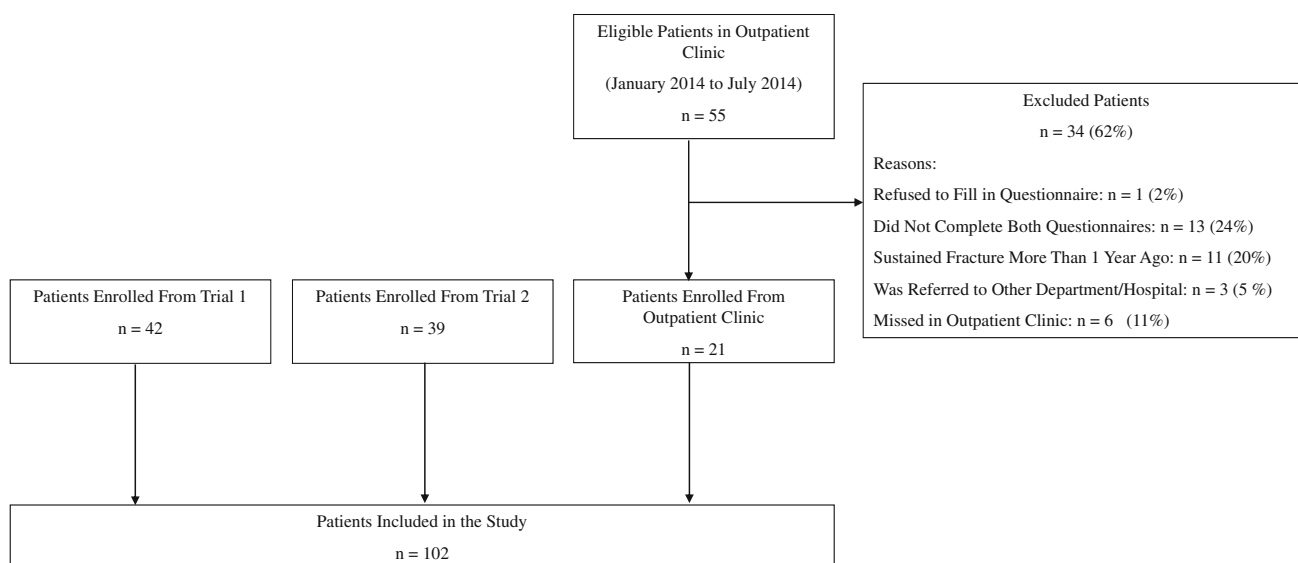 Eligible Patients in Outpatient
Clinic
(January 2014 to July 2014)
n = 55
Excluded Patients
n = 34 (62%)
Reasons:
Refused to Fill in Questionnaire: n = 1 (2%)
Did Not Complete Both Questionnaires: n = 13 (24%)
Sustained Fracture More Than 1 Year Ago: n = 11 (20%)
Was Referred to Other Department/Hospital: n = 3 (5 %)
Missed in Outpatient Clinic: n = 6 (11%)
Patients Enrolled From Trial 1
n = 42
Patients Enrolled From Trial 2
n = 39
Patients Enrolled From
Outpatient Clinic
n = 21
Patients Included in the Study
n = 102